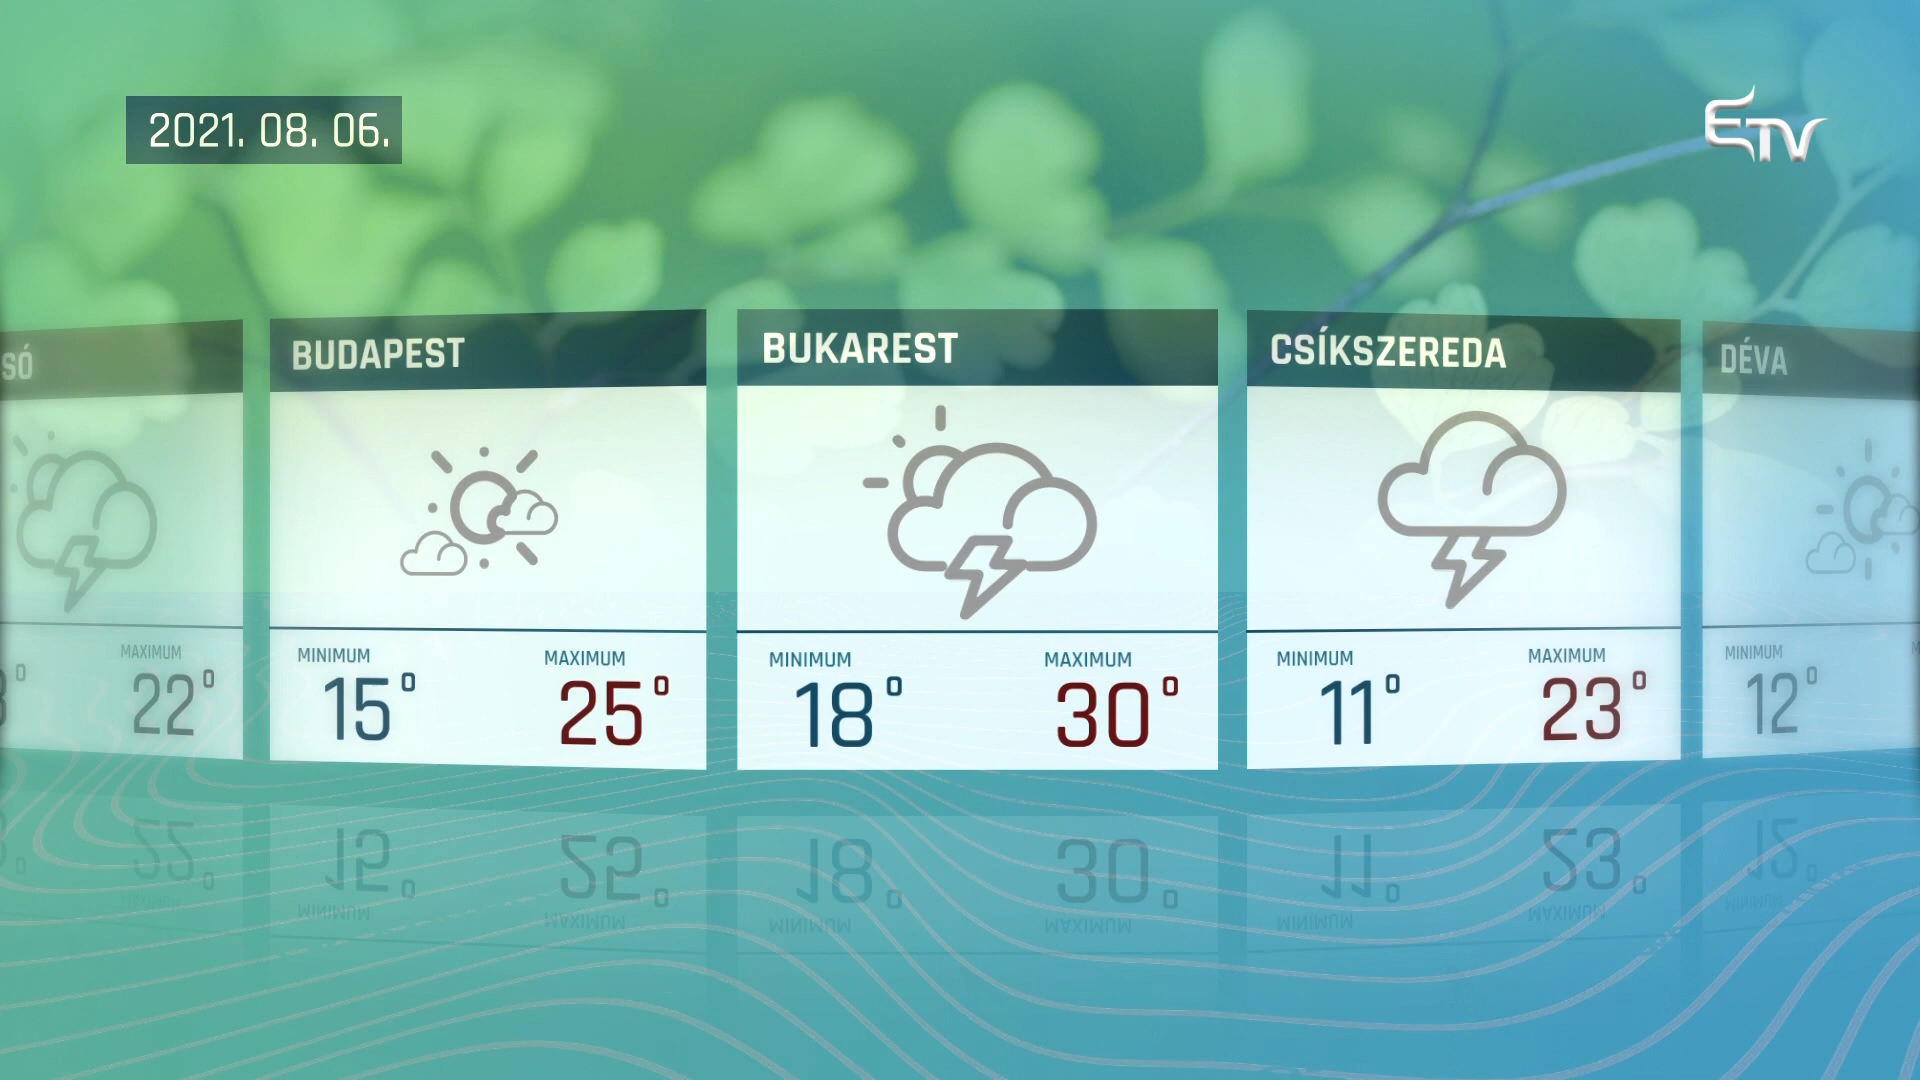 2021. 08. 06.
ETV
SÓ
BUDAPEST
BUKAREST
CSÍKSZEREDA
DÉVA
MAXIMUM
22°
MINIMUM
15°
MAXIMUM
25°
MINIMUM
18°
MAXIMUM
30°
MINIMUM
11°
MAXIMUM
23°
MINIMUM
12°